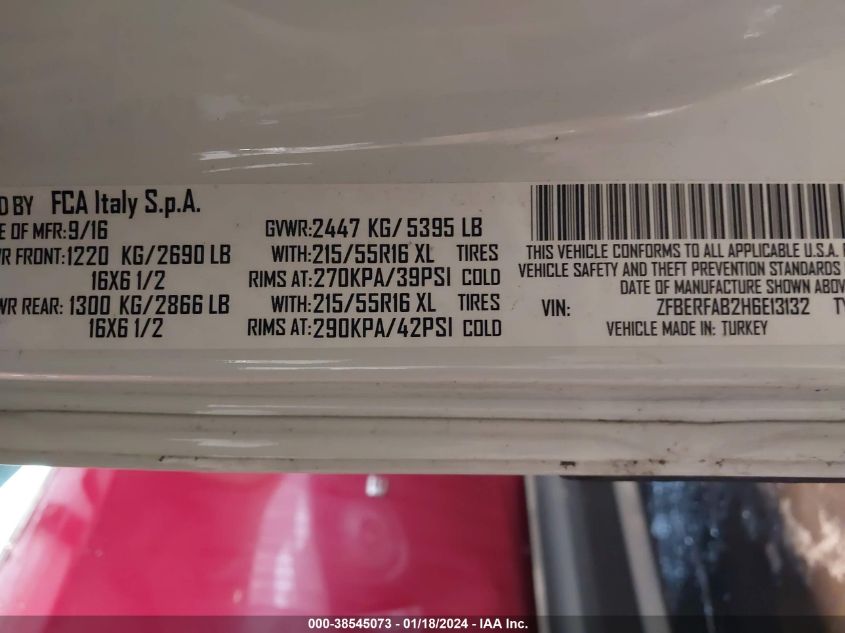 D BY FCA Italy S.p.A.
E OF MFR: 9/16 GVWR: 2447 KG/ 5395 LB
WR FRONT: 1220 KG/2690 LB WITH: 215/55R16 XL TIRES
16X6 1/2 RIMS AT: 270KPA/39PSI COLD
WR REAR: 1300 KG/2866 LB WITH: 215/55R16 XL TIRES
16X6 1/2 RIMS AT: 290KPA/42PSI COLD
THIS VEHICLE CONFORMS TO ALL APPLICABLE U.S.A.
VEHICLE SAFETY AND THEFT PREVENTION STANDARDS
DATE OF MANUFACTURE SHOWN ABOV
VIN: ZFBERFAB2H6E13132 TY
VEHICLE MADE IN: TURKEY
000-38545073 - 01/18/2024 - IAA Inc.